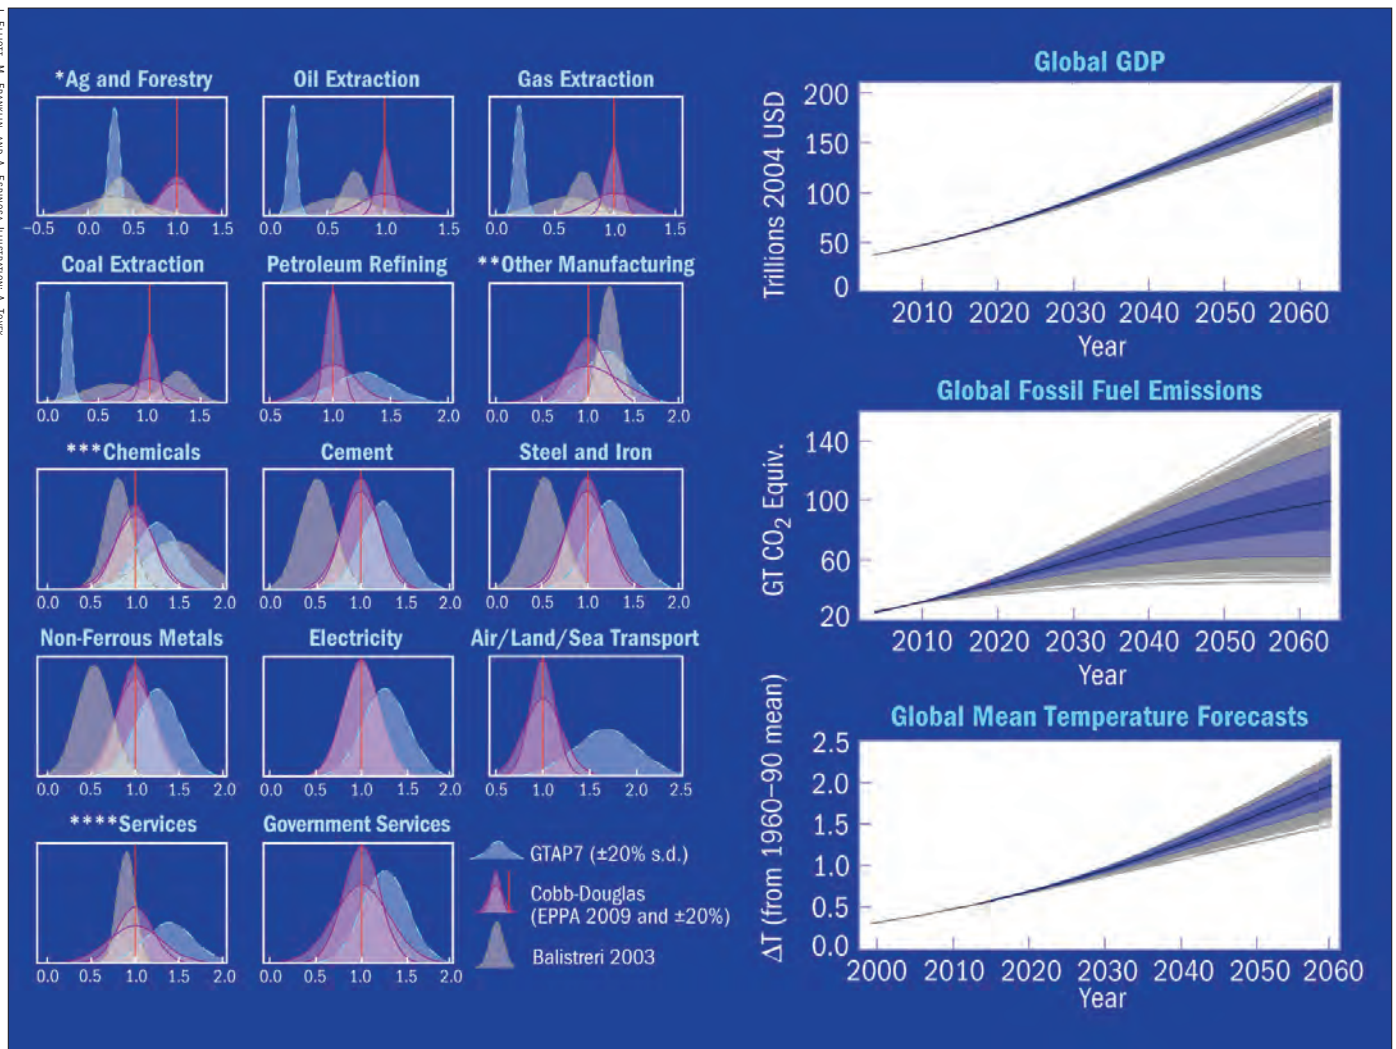 J. ELLIOTT, M. FRANKLIN, AND A. ESPINOSA ILLUSTRATION: A. TOVEY
*Ag and Forestry
−0.5 0.0 0.5 1.0 1.5
Oil Extraction
0.0 0.5 1.0 1.5
Gas Extraction
0.0 0.5 1.0 1.5
Coal Extraction
0.0 0.5 1.0 1.5
Petroleum Refining
0.5 1.0 1.5 2.0
**Other Manufacturing
0.0 0.5 1.0 1.5 2.0
***Chemicals
0.0 0.5 1.0 1.5 2.0
Cement
0.0 0.5 1.0 1.5 2.0
Steel and Iron
0.0 0.5 1.0 1.5 2.0
Non-Ferrous Metals
0.0 0.5 1.0 1.5 2.0
Electricity
0.0 0.5 1.0 1.5 2.0
Air/Land/Sea Transport
0.5 1.0 1.5 2.0 2.5
****Services
0.0 0.5 1.0 1.5 2.0
Government Services
0.0 0.5 1.0 1.5 2.0
GTAP7 (±20% s.d.)
Cobb-Douglas
(EPPA 2009 and ±20%)
Balistreri 2003
Global GDP
Trillions 2004 USD
200
150
100
50
0
2010 2020 2030 2040 2050 2060
Year
Global Fossil Fuel Emissions
GT CO₂ Equiv.
140
100
60
20
2010 2020 2030 2040 2050 2060
Year
Global Mean Temperature Forecasts
ΔT (from 1960–90 mean)
2.5
2.0
1.5
1.0
0.5
0.0
2000 2010 2020 2030 2040 2050 2060
Year